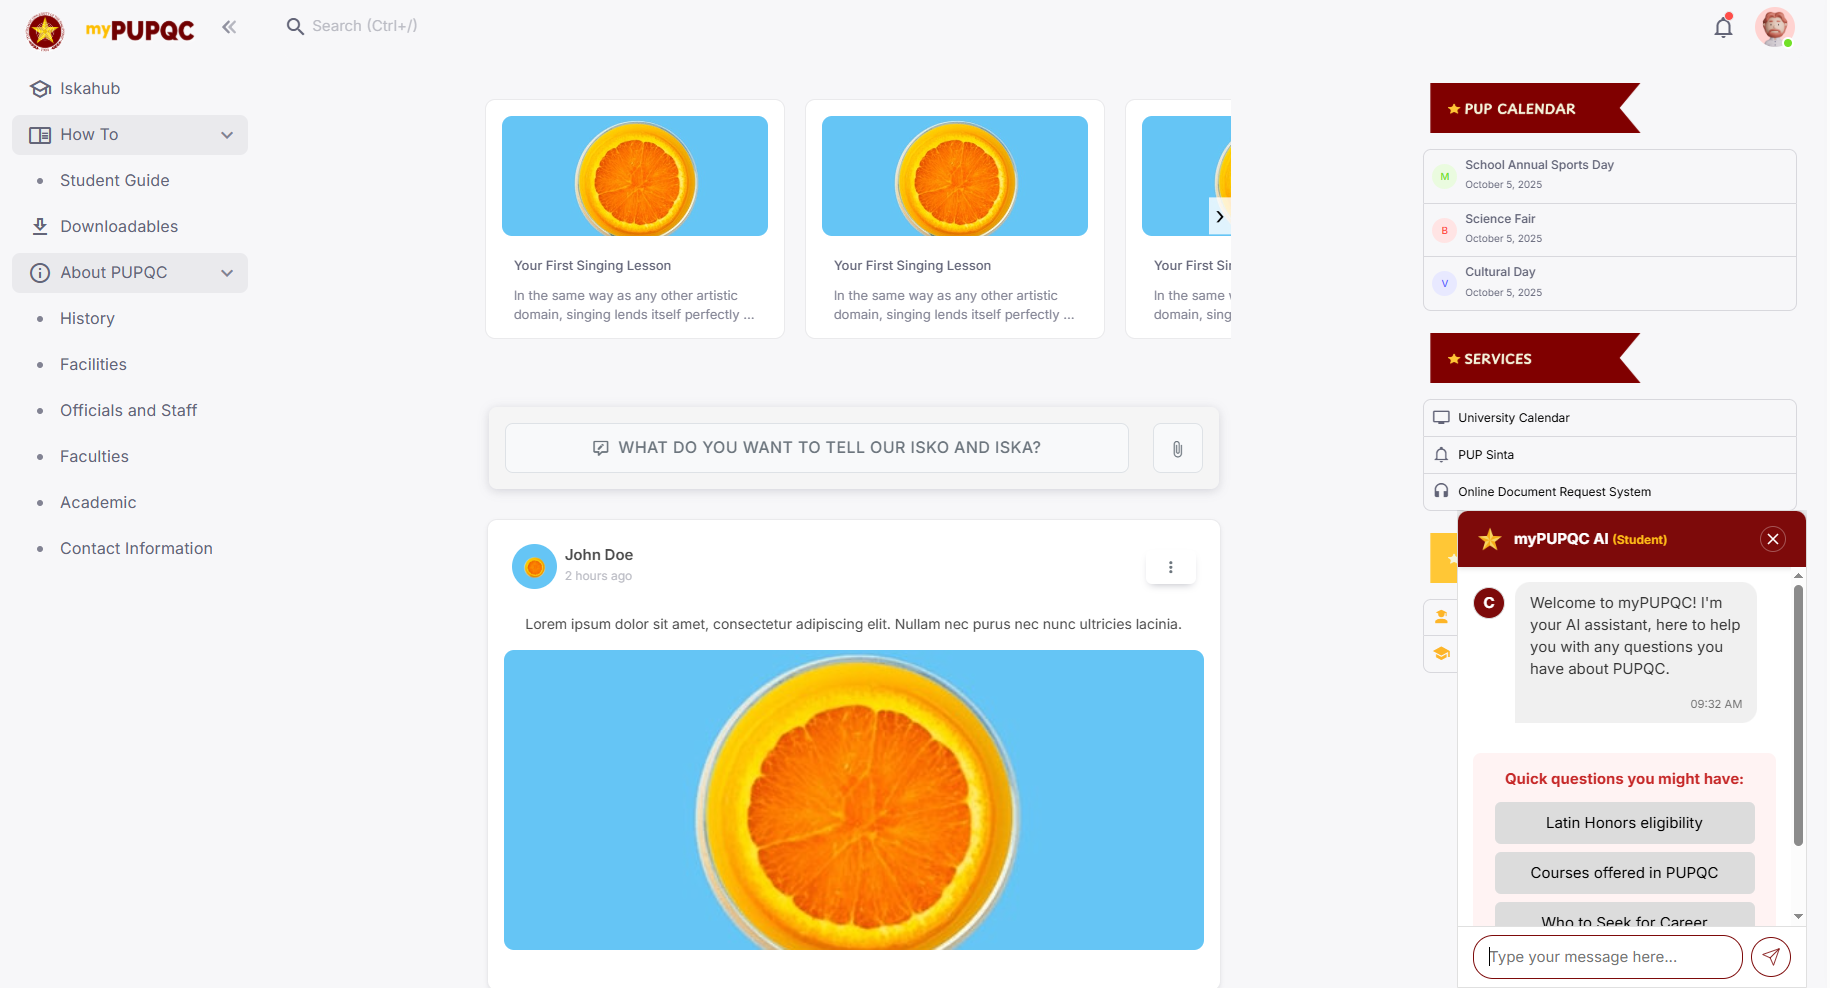 myPUPQC
Search (Ctrl+/)
Iskahub
How To
Student Guide
Downloadables
About PUPQC
History
Facilities
Officials and Staff
Faculties
Academic
Contact Information
Your First Singing Lesson
In the same way as any other artistic
domain, singing lends itself perfectly ...
Your First Singing Lesson
In the same way as any other artistic
domain, singing lends itself perfectly ...
Your First Si
In the same
domain, sing
WHAT DO YOU WANT TO TELL OUR ISKO AND ISKA?
John Doe
2 hours ago
Lorem ipsum dolor sit amet, consectetur adipiscing elit. Nullam nec purus nec nunc ultricies lacinia.
PUP CALENDAR
M
School Annual Sports Day
October 5, 2025
B
Science Fair
October 5, 2025
V
Cultural Day
October 5, 2025
SERVICES
University Calendar
PUP Sinta
Online Document Request System
myPUPQC AI (Student)
C
Welcome to myPUPQC! I'm
your AI assistant, here to help
you with any questions you
have about PUPQC.
09:32 AM
Quick questions you might have:
Latin Honors eligibility
Courses offered in PUPQC
Who to Seek for Career
Type your message here...